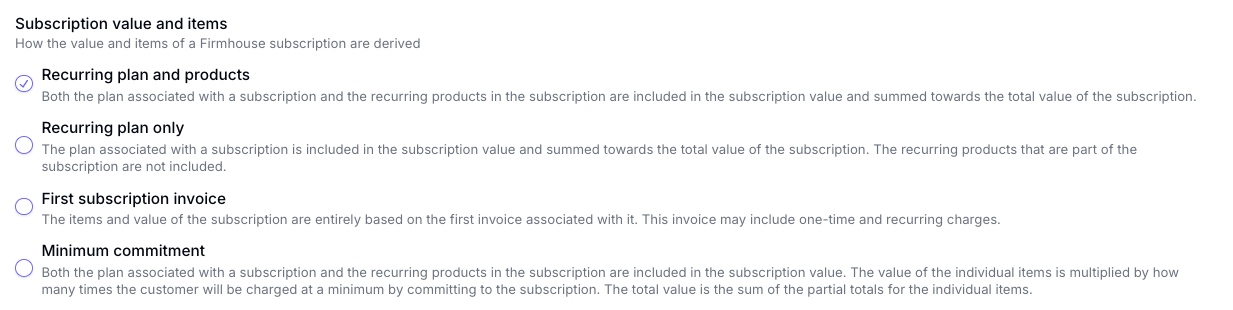 Subscription value and items
How the value and items of a Firmhouse subscription are derived
Recurring plan and products
Both the plan associated with a subscription and the recurring products in the subscription are included in the subscription value and summed towards the total value of the subscription.
Recurring plan only
The plan associated with a subscription is included in the subscription value and summed towards the total value of the subscription. The recurring products that are part of the
subscription are not included.
First subscription invoice
The items and value of the subscription are entirely based on the first invoice associated with it. This invoice may include one-time and recurring charges.
Minimum commitment
Both the plan associated with a subscription and the recurring products in the subscription are included in the subscription value. The value of the individual items is multiplied by how
many times the customer will be charged at a minimum by committing to the subscription. The total value is the sum of the partial totals for the individual items.